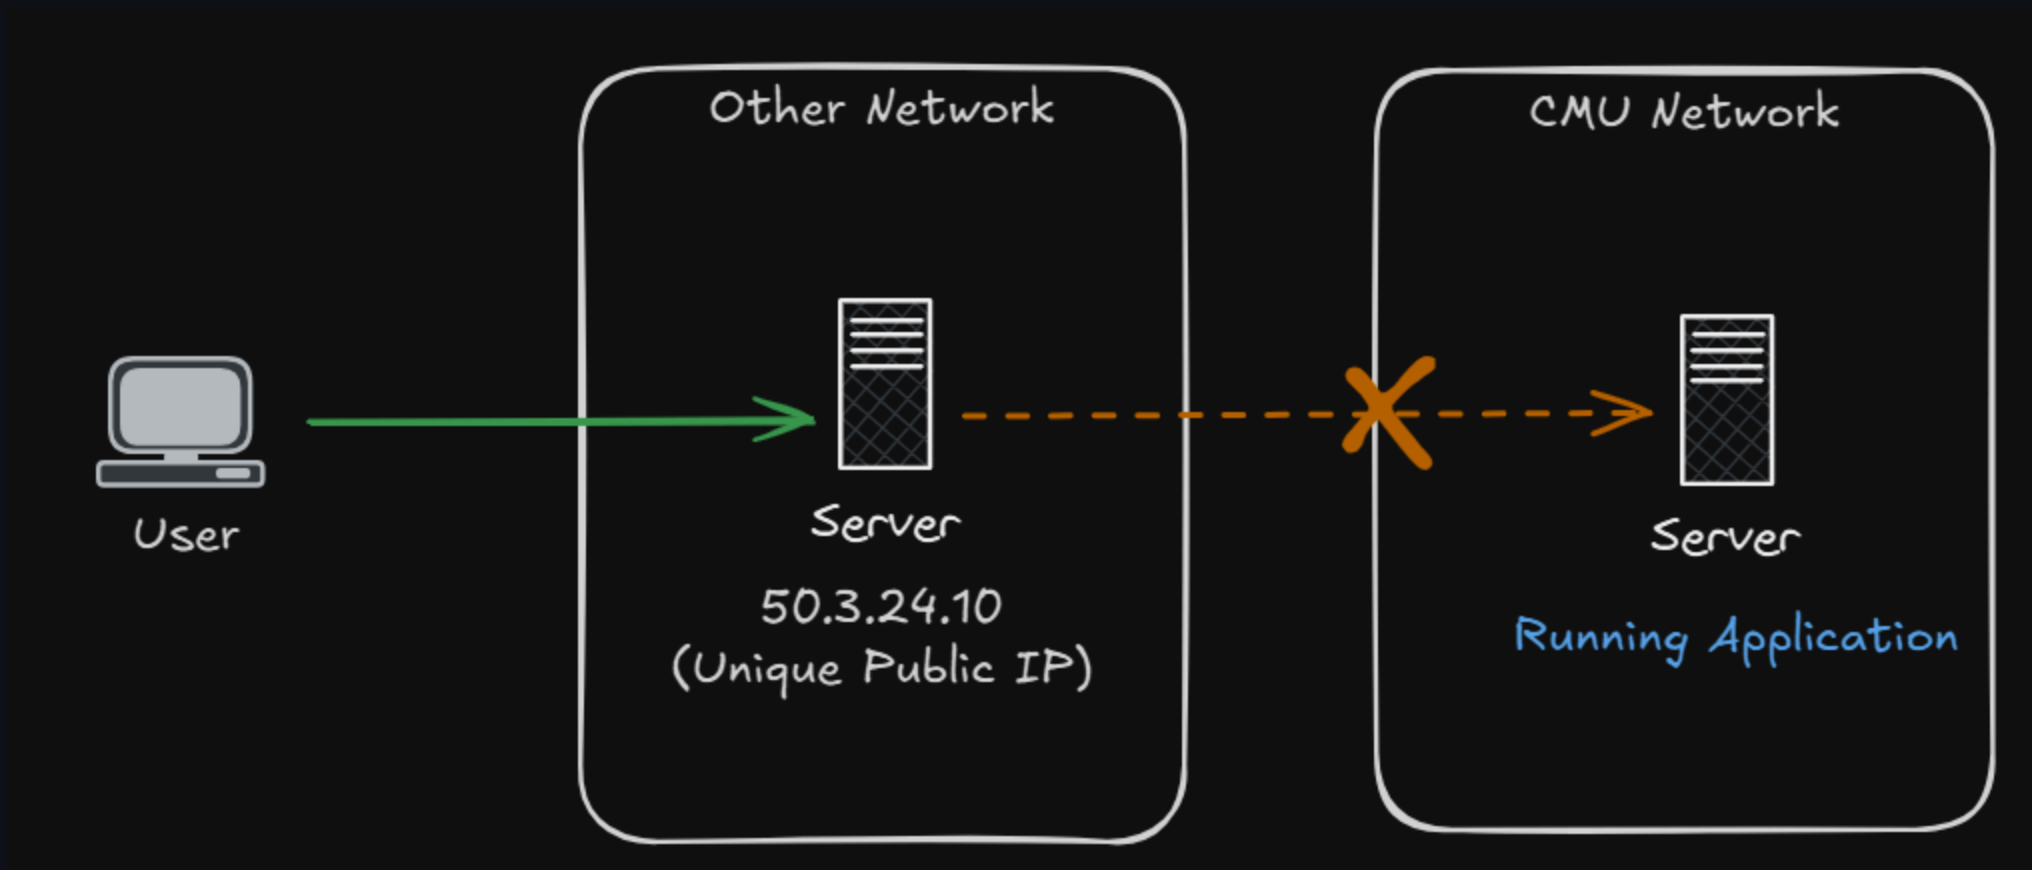 Other Network
CMU Network
User
Server
50.3.24.10
(Unique Public IP)
Server
Running Application